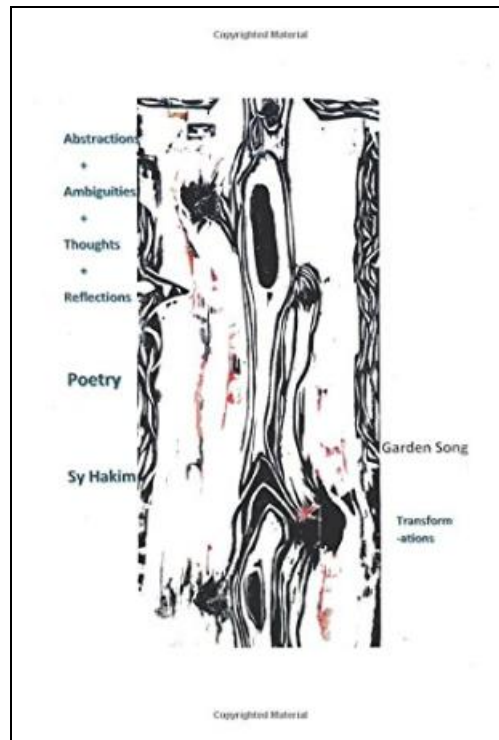 Copyrighted Material
Abstractions
+
Ambiguities
+
Thoughts
+
Reflections
Poetry
Sy Hakim
Garden Song
Transform
-ations
Copyrighted Material